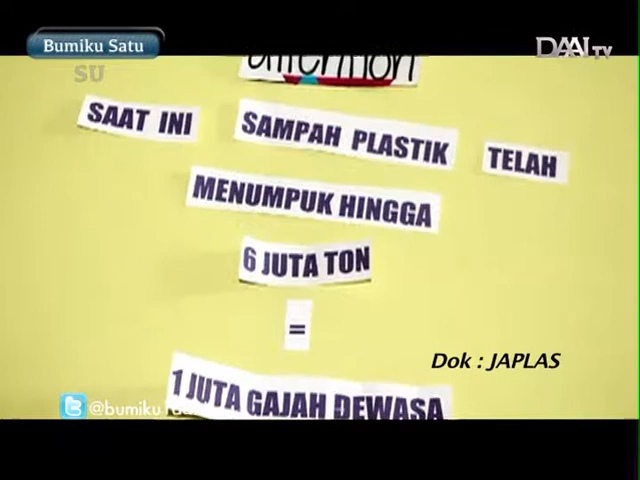 Bumiku Satu
DAAI TV
SU
attention
SAAT INI SAMPAH PLASTIK TELAH
MENUMPUK HINGGA
6 JUTA TON
=
Dok : JAPLAS
1 JUTA GAJAH DEWASA